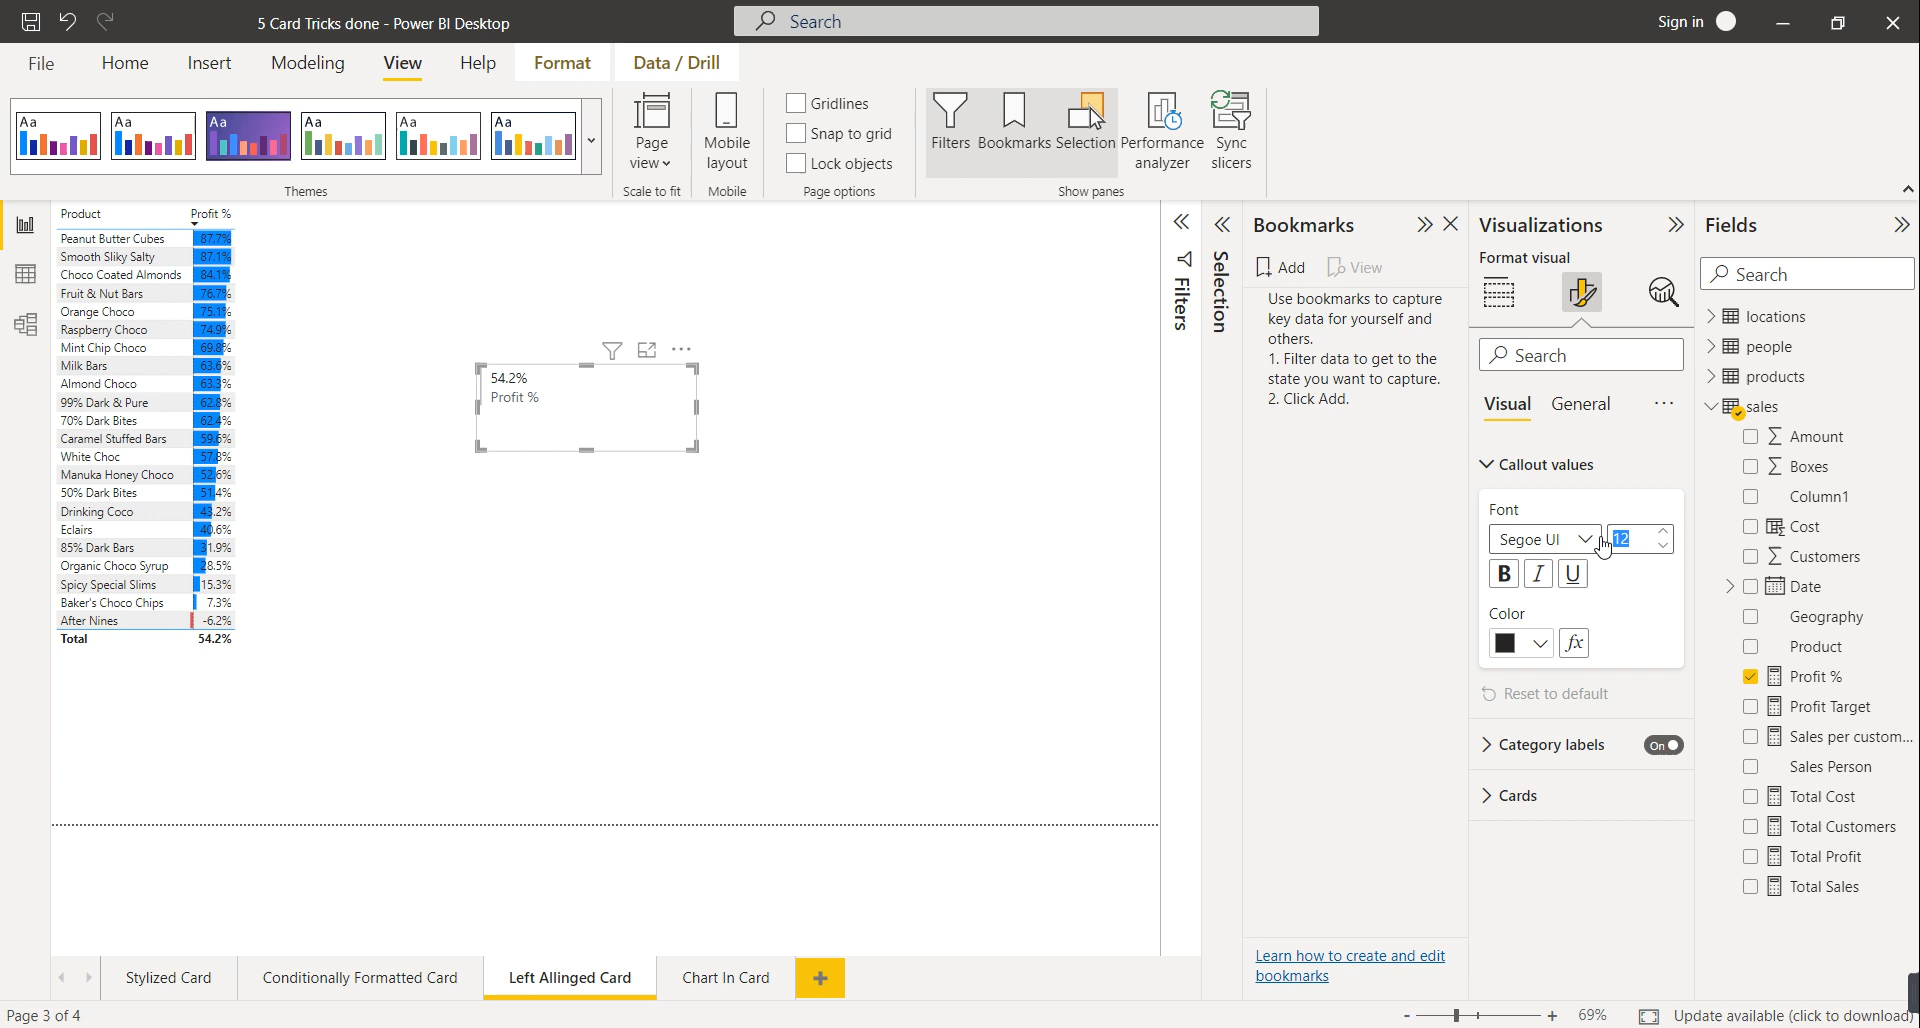 5 Card Tricks done - Power BI Desktop
Search
Sign in
File
Home
Insert
Modeling
View
Help
Format
Data / Drill
Aa
Aa
Aa
Aa
Aa
Aa
Themes
Page
view
Scale to fit
Mobile
layout
Mobile
Gridlines
Snap to grid
Lock objects
Page options
Filters
Bookmarks
Selection
Performance
analyzer
Sync
slicers
Show panes
Product Profit %
Peanut Butter Cubes 87.7%
Smooth Sliky Salty 87.1%
Choco Coated Almonds 84.1%
Fruit & Nut Bars 76.7%
Orange Choco 75.1%
Raspberry Choco 74.9%
Mint Chip Choco 69.8%
Milk Bars 63.6%
Almond Choco 63.3%
99% Dark & Pure 62.8%
70% Dark Bites 62.4%
Caramel Stuffed Bars 59.6%
White Choc 57.8%
Manuka Honey Choco 52.6%
50% Dark Bites 51.4%
Drinking Coco 43.2%
Eclairs 40.6%
85% Dark Bars 31.9%
Organic Choco Syrup 28.5%
Spicy Special Slims 15.3%
Baker's Choco Chips 7.3%
After Nines -6.2%
Total 54.2%
54.2%
Profit %
Filters
Selection
Bookmarks
Add
View
Use bookmarks to capture
key data for yourself and
others.
1. Filter data to get to the
state you want to capture.
2. Click Add.
Learn how to create and edit
bookmarks
Visualizations
Format visual
Search
Visual
General
Callout values
Font
Segoe UI
12
B
I
U
Color
fx
Reset to default
Category labels
On
Cards
Fields
Search
locations
people
products
sales
Amount
Boxes
Column1
Cost
Customers
Date
Geography
Product
Profit %
Profit Target
Sales per custom...
Sales Person
Total Cost
Total Customers
Total Profit
Total Sales
Stylized Card
Conditionally Formatted Card
Left Allinged Card
Chart In Card
Page 3 of 4
69%
Update available (click to download)